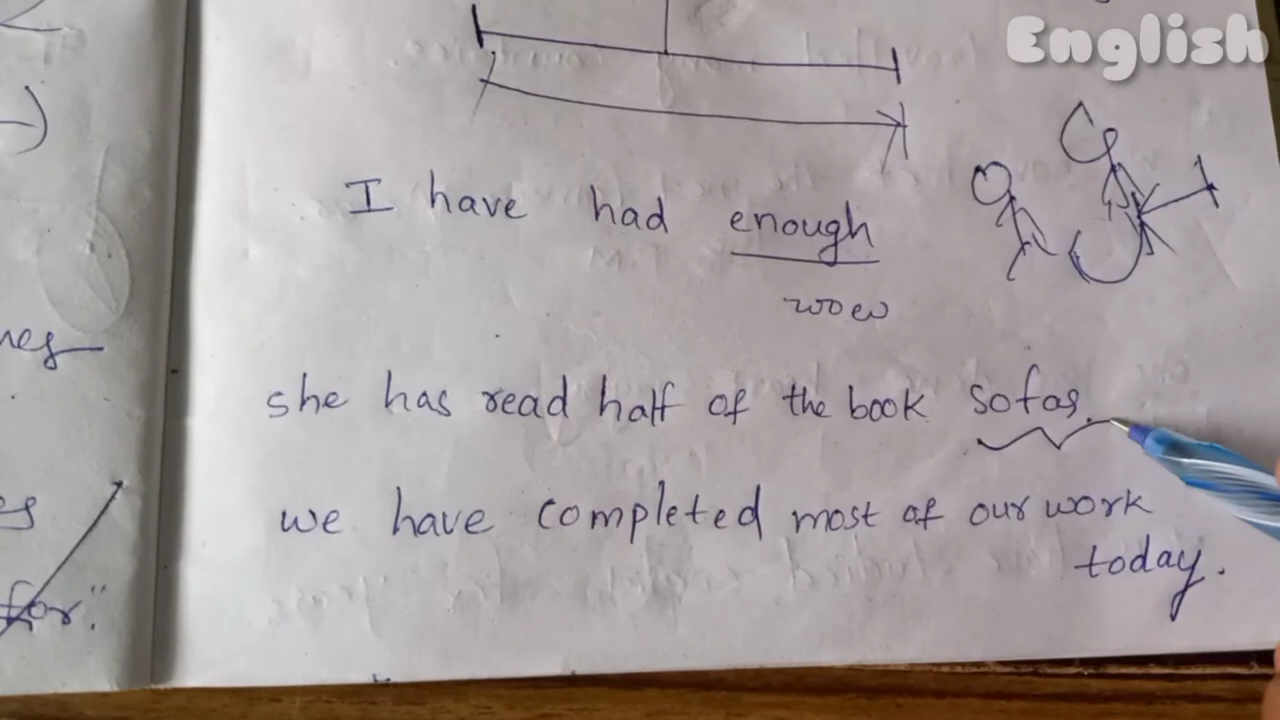 English
I have had enough
she has read half of the book sofar.
we have completed most of our work
today.
for."